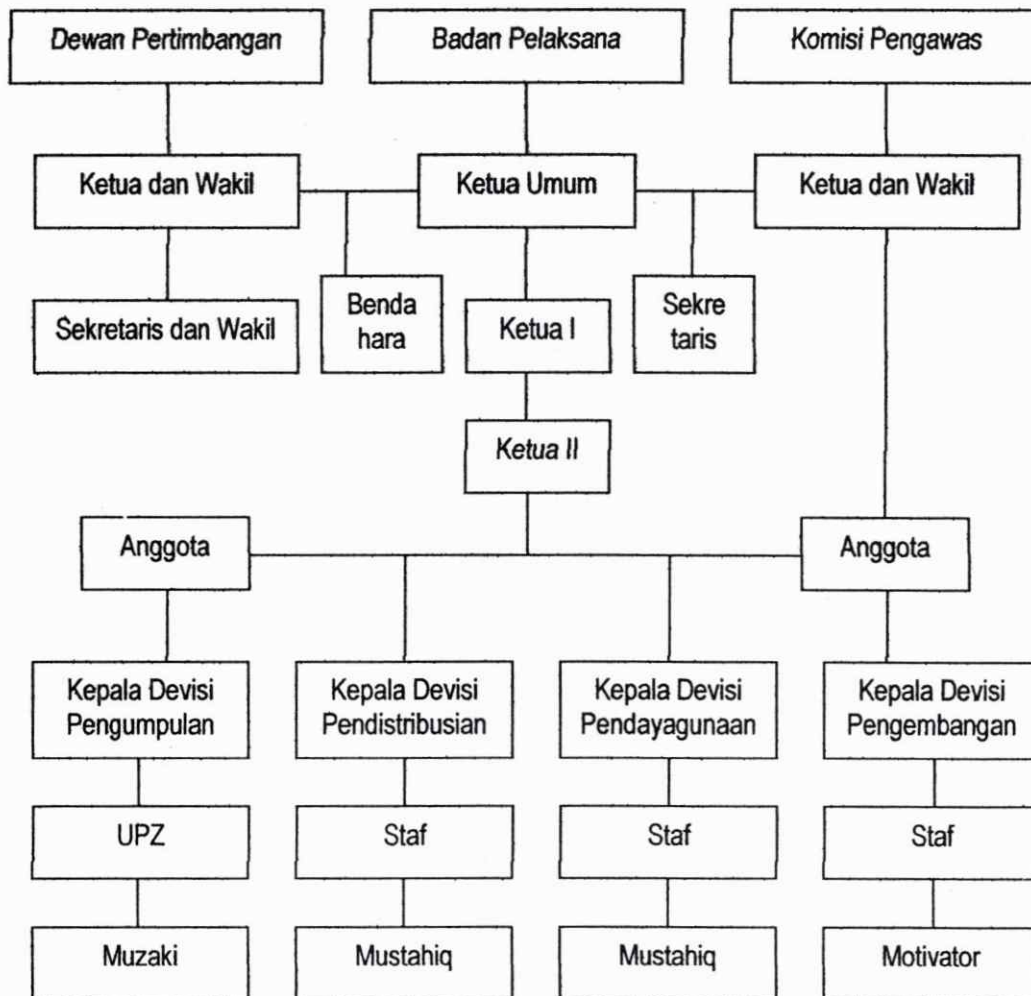 Dewan Pertimbangan
Badan Pelaksana
Komisi Pengawas
Ketua dan Wakil
Ketua Umum
Ketua dan Wakil
Sekretaris dan Wakil
Benda
hara
Ketua I
Sekre
taris
Ketua II
Anggota
Anggota
Kepala Devisi
Pengumpulan
Kepala Devisi
Pendistribusian
Kepala Devisi
Pendayagunaan
Kepala Devisi
Pengembangan
UPZ
Staf
Staf
Staf
Muzaki
Mustahiq
Mustahiq
Motivator